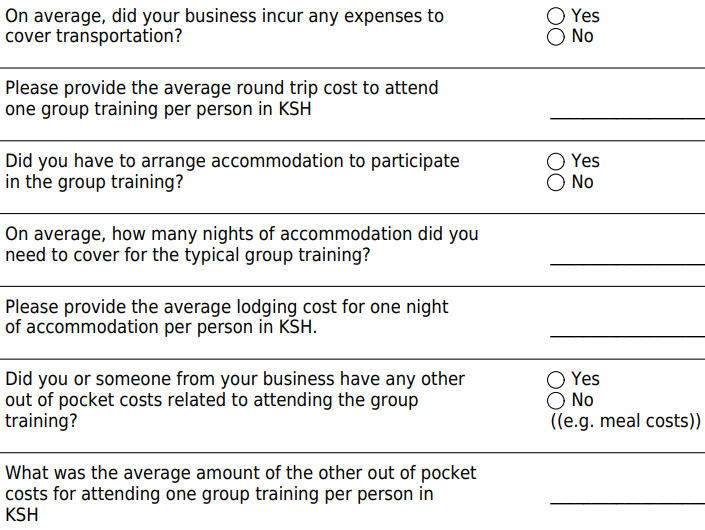 On average, did your business incur any expenses to
cover transportation?
Yes
No
Please provide the average round trip cost to attend
one group training per person in KSH
Did you have to arrange accommodation to participate
in the group training?
Yes
No
On average, how many nights of accommodation did you
need to cover for the typical group training?
Please provide the average lodging cost for one night
of accommodation per person in KSH.
Did you or someone from your business have any other
out of pocket costs related to attending the group
training?
Yes
No
((e.g. meal costs))
What was the average amount of the other out of pocket
costs for attending one group training per person in
KSH